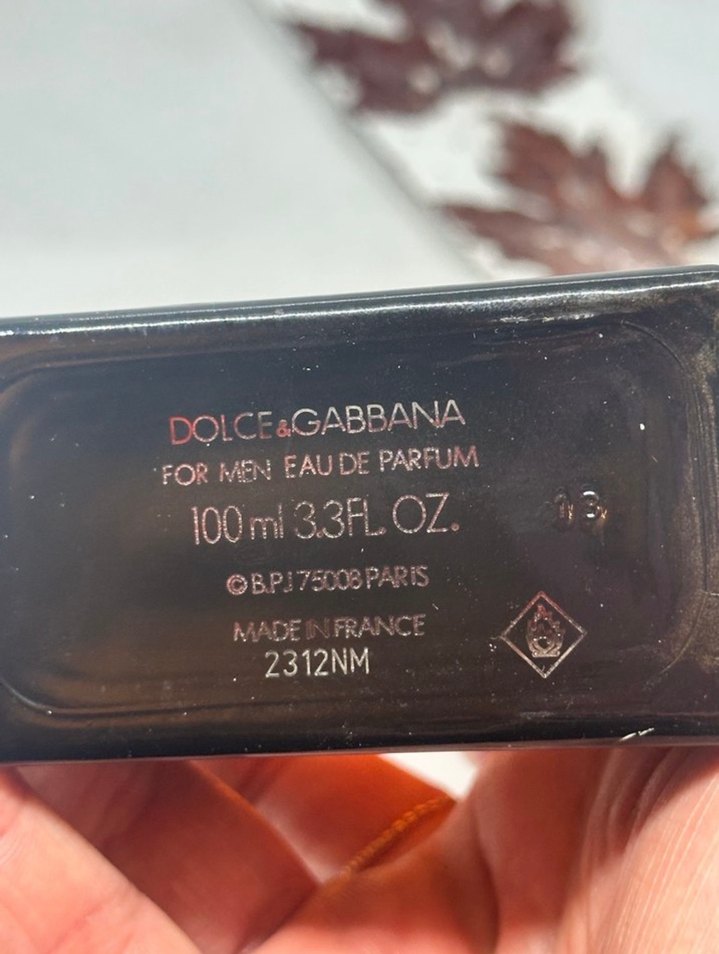 DOLCE&GABBANA
FOR MEN EAU DE PARFUM
100 ml 3.3FL. OZ.
© B.P.I 75008 PARIS
MADE IN FRANCE
2312NM